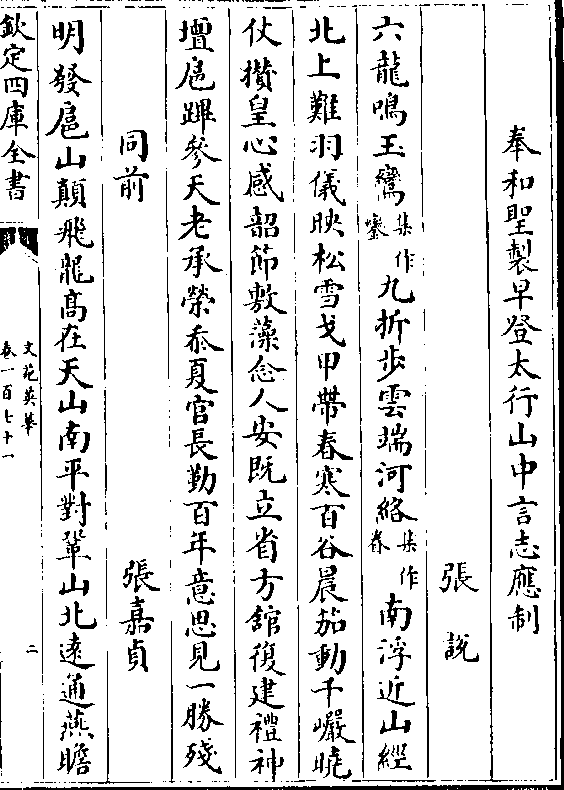 奉和聖製早登太行山中言志應制
張說
六龍鳴玉鸞集作鑾九折步雲端河絡集作眷南浮近山經
北上難羽儀映松雪戈甲帶春寒百谷晨笳動千巖曉
仗攢皇心感韶節敷藻念人安既立省方館復建禮神
壇扈蹕參天老承榮忝夏官長勤百年意思見一勝殘
同前
張嘉貞
明發扈山巔飛龍高在天山南平對鞏山北遠通燕瞻
欽定四庫全書
文苑英華
卷一百七十一
二